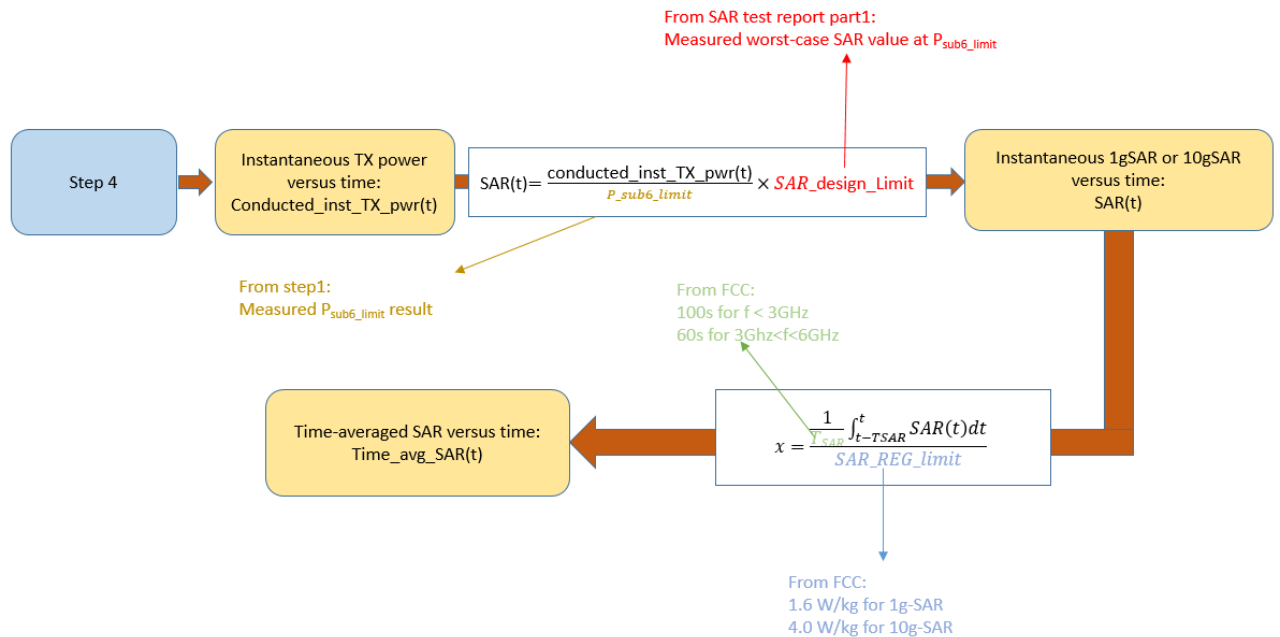 From SAR test report part1:
Measured worst-case SAR value at P_sub6_limit
Step 4
Instantaneous TX power
versus time:
Conducted_inst_TX_pwr(t)
SAR(t)= conducted_inst_TX_pwr(t) / P_sub6_limit × SAR_design_Limit
Instantaneous 1gSAR or 10gSAR
versus time:
SAR(t)
From step1:
Measured P_sub6_limit result
From FCC:
100s for f < 3GHz
60s for 3Ghz<f<6GHz
Time-averaged SAR versus time:
Time_avg_SAR(t)
x = 1/T_SAR ∫_{t−TSAR}^{t} SAR(t)dt / SAR_REG_limit
From FCC:
1.6 W/kg for 1g-SAR
4.0 W/kg for 10g-SAR